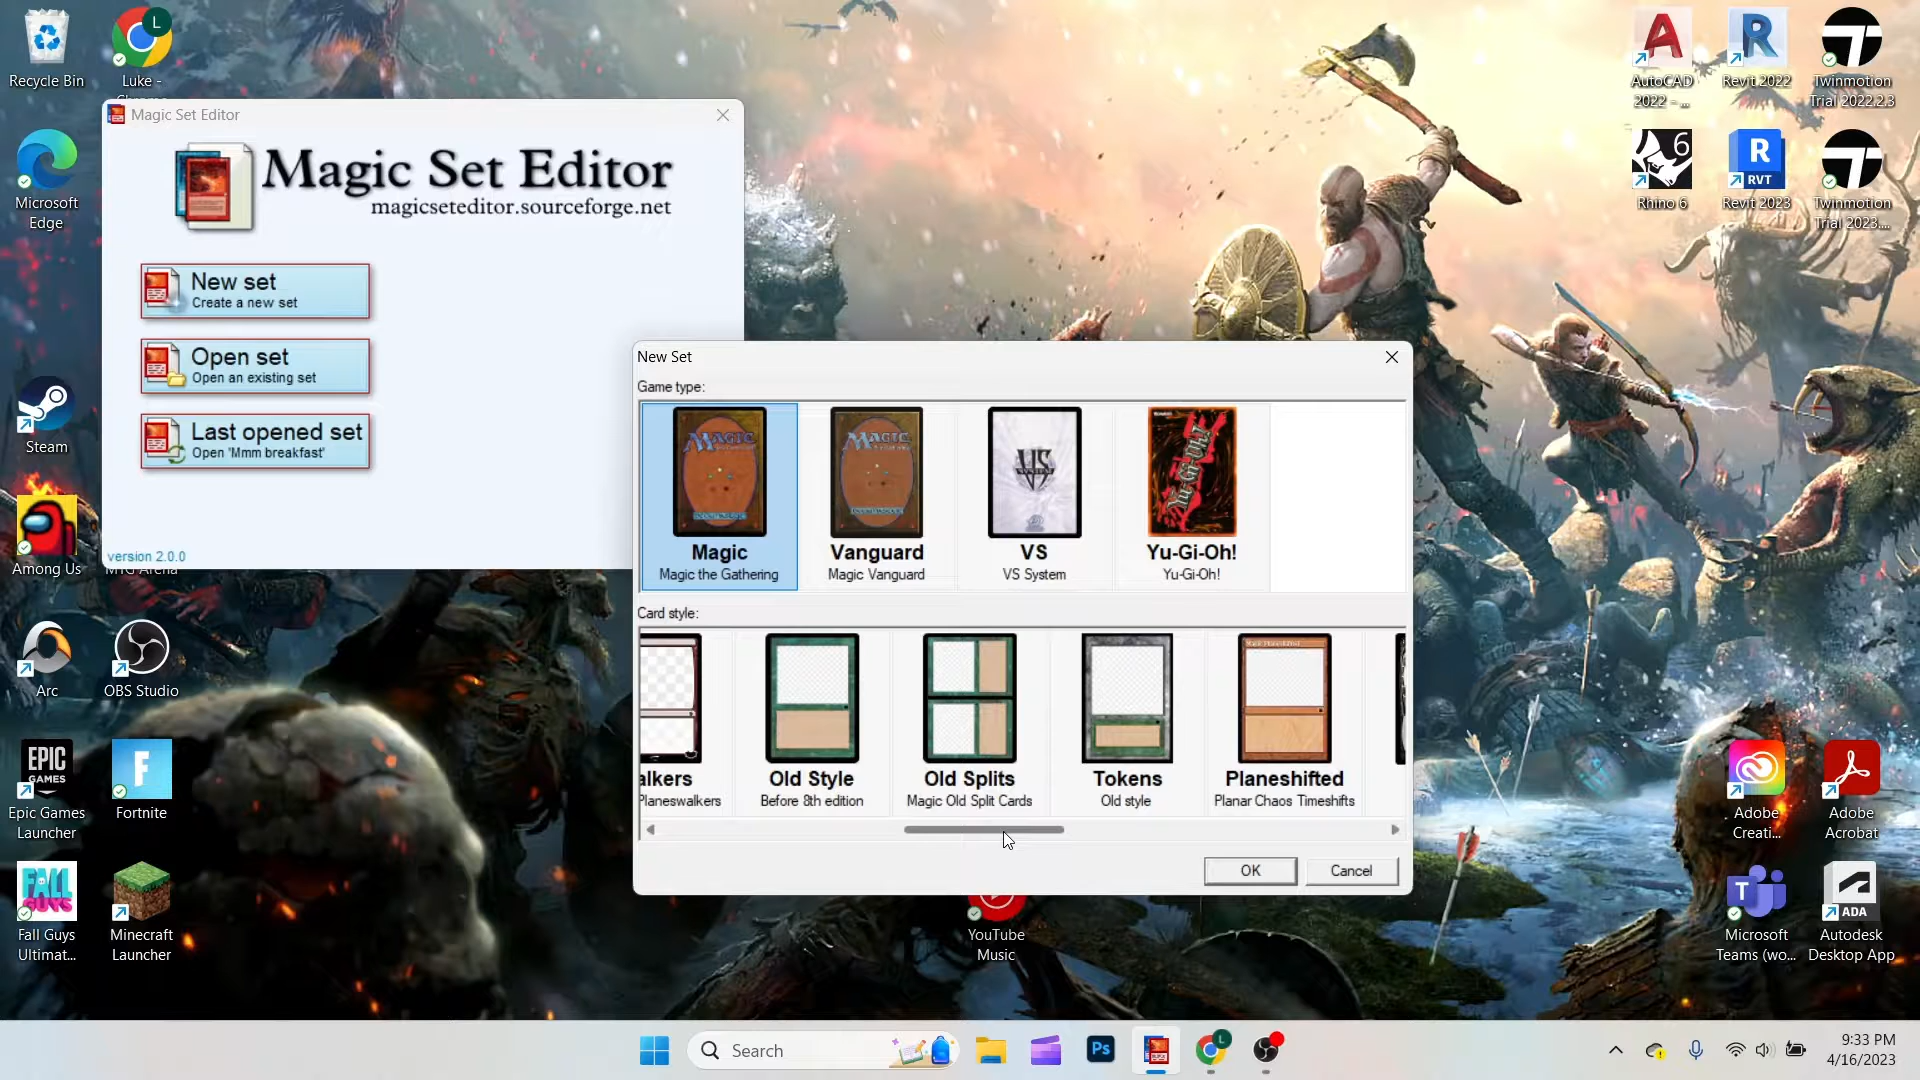 Recycle Bin
Luke -
Microsoft
Edge
Steam
Among Us
Arc
OBS Studio
Epic Games
Launcher
Fortnite
Fall Guys
Ultimat...
Minecraft
Launcher
Magic Set Editor
Magic Set Editor
magicseteditor.sourceforge.net
New set
Create a new set
Open set
Open an existing set
Last opened set
Open 'Mmm breakfast'
version 2.0.0
New Set
Game type:
Magic
Magic the Gathering
Vanguard
Magic Vanguard
VS
VS System
Yu-Gi-Oh!
Yu-Gi-Oh!
Card style:
alkers
Planeswalkers
Old Style
Before 8th edition
Old Splits
Magic Old Split Cards
Tokens
Old style
Planeshifted
Planar Chaos Timeshifts
OK
Cancel
YouTube
Music
AutoCAD
2022 - ...
Revit 2022
Twinmotion
Trial 2022.2.3
Rhino 6
Revit 2023
Twinmotion
Trial 2023....
Adobe
Creati...
Adobe
Acrobat
Microsoft
Teams (wo...
Autodesk
Desktop App
Search
9:33 PM
4/16/2023